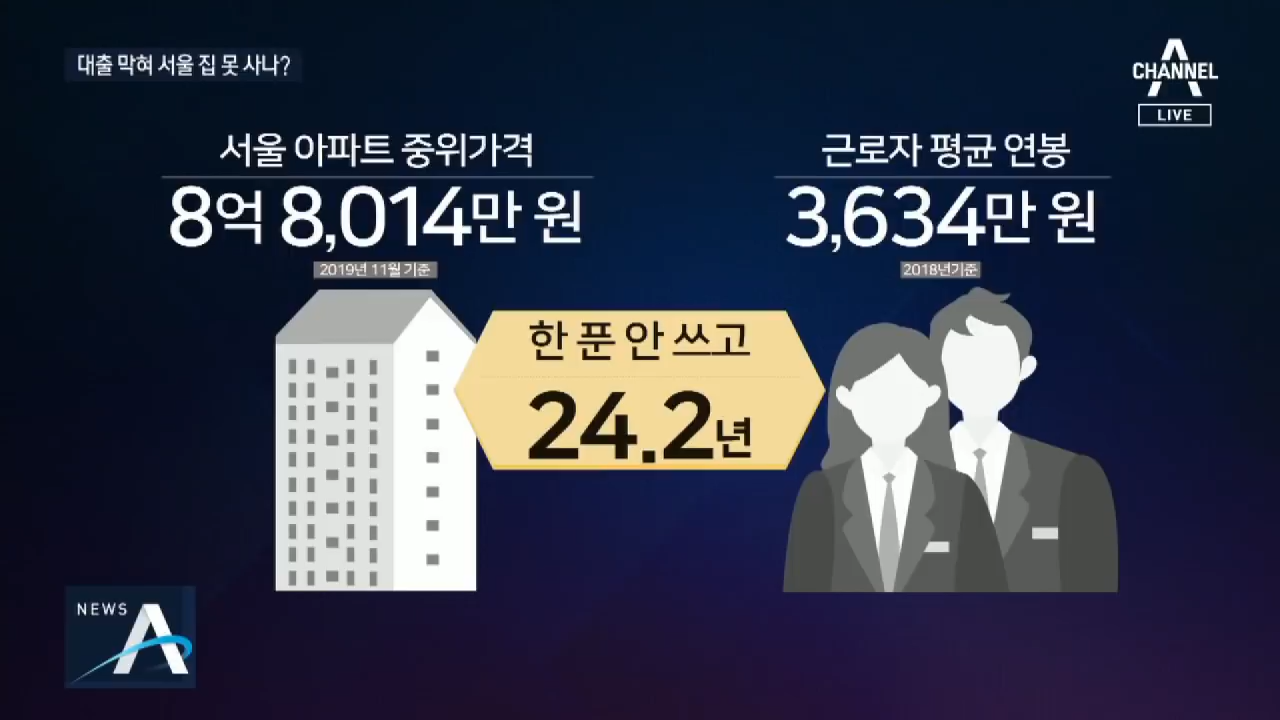 대출 막혀 서울 집 못 사나?
CHANNEL A
LIVE
서울 아파트 중위가격
8억 8,014만 원
2019년 11월 기준
근로자 평균 연봉
3,634만 원
2018년기준
한 푼 안 쓰고
24.2년
NEWS A